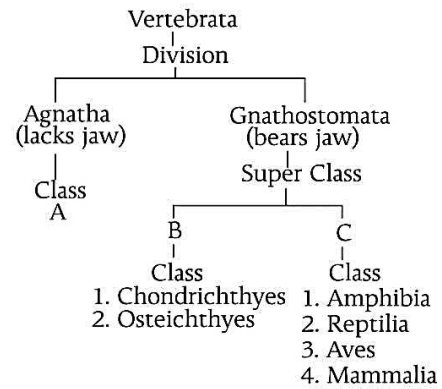 Vertebrata
Division
Agnatha
(lacks jaw)
Gnathostomata
(bears jaw)
Class
A
Super Class
B
C
Class
1. Chondrichthyes
2. Osteichthyes
Class
1. Amphibia
2. Reptilia
3. Aves
4. Mammalia